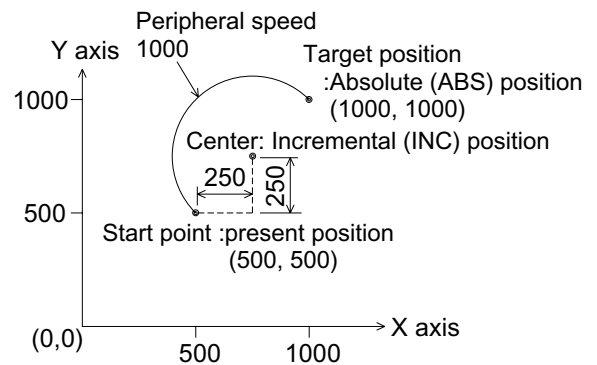 Peripheral speed
1000
Y axis
Target position
:Absolute (ABS) position
(1000, 1000)
1000
Center: Incremental (INC) position
250
250
500
Start point :present position
(500, 500)
(0,0)
X axis
500
1000